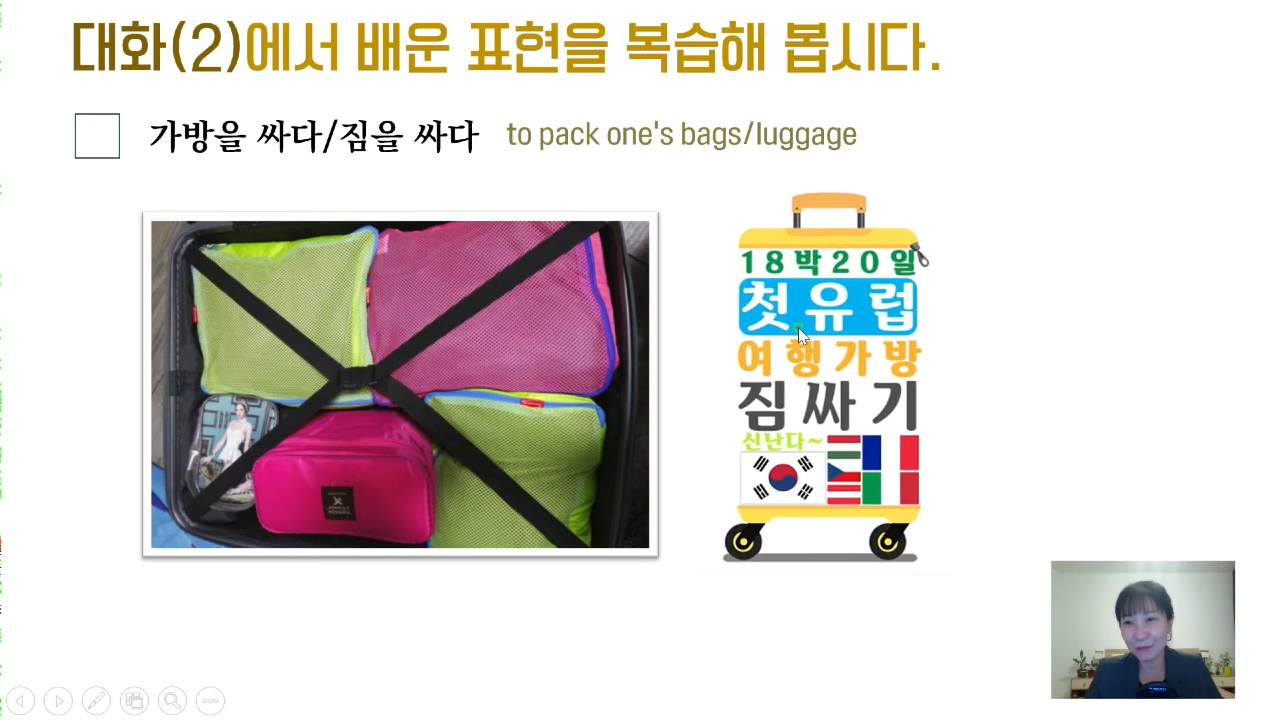 대화(2)에서 배운 표현을 복습해 봅시다.
가방을 싸다/짐을 싸다 to pack one's bags/luggage
18박20일
첫유럽
여행가방
짐싸기
신난다~